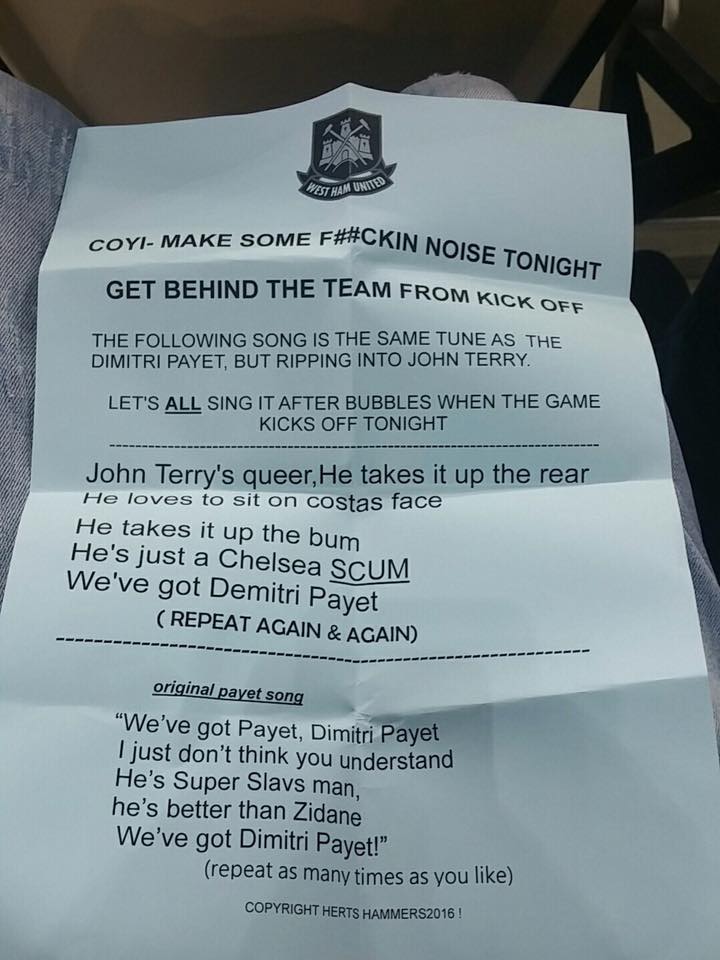 WEST HAM UNITED
COYI- MAKE SOME F##CKIN NOISE TONIGHT
GET BEHIND THE TEAM FROM KICK OFF
THE FOLLOWING SONG IS THE SAME TUNE AS THE
DIMITRI PAYET, BUT RIPPING INTO JOHN TERRY.
LET'S ALL SING IT AFTER BUBBLES WHEN THE GAME
KICKS OFF TONIGHT
John Terry's queer,He takes it up the rear
He loves to sit on costas face
He takes it up the bum
He's just a Chelsea SCUM
We've got Demitri Payet
( REPEAT AGAIN & AGAIN)
original payet song
“We’ve got Payet, Dimitri Payet
I just don’t think you understand
He’s Super Slavs man,
he’s better than Zidane
We’ve got Dimitri Payet!”
(repeat as many times as you like)
COPYRIGHT HERTS HAMMERS2016 !